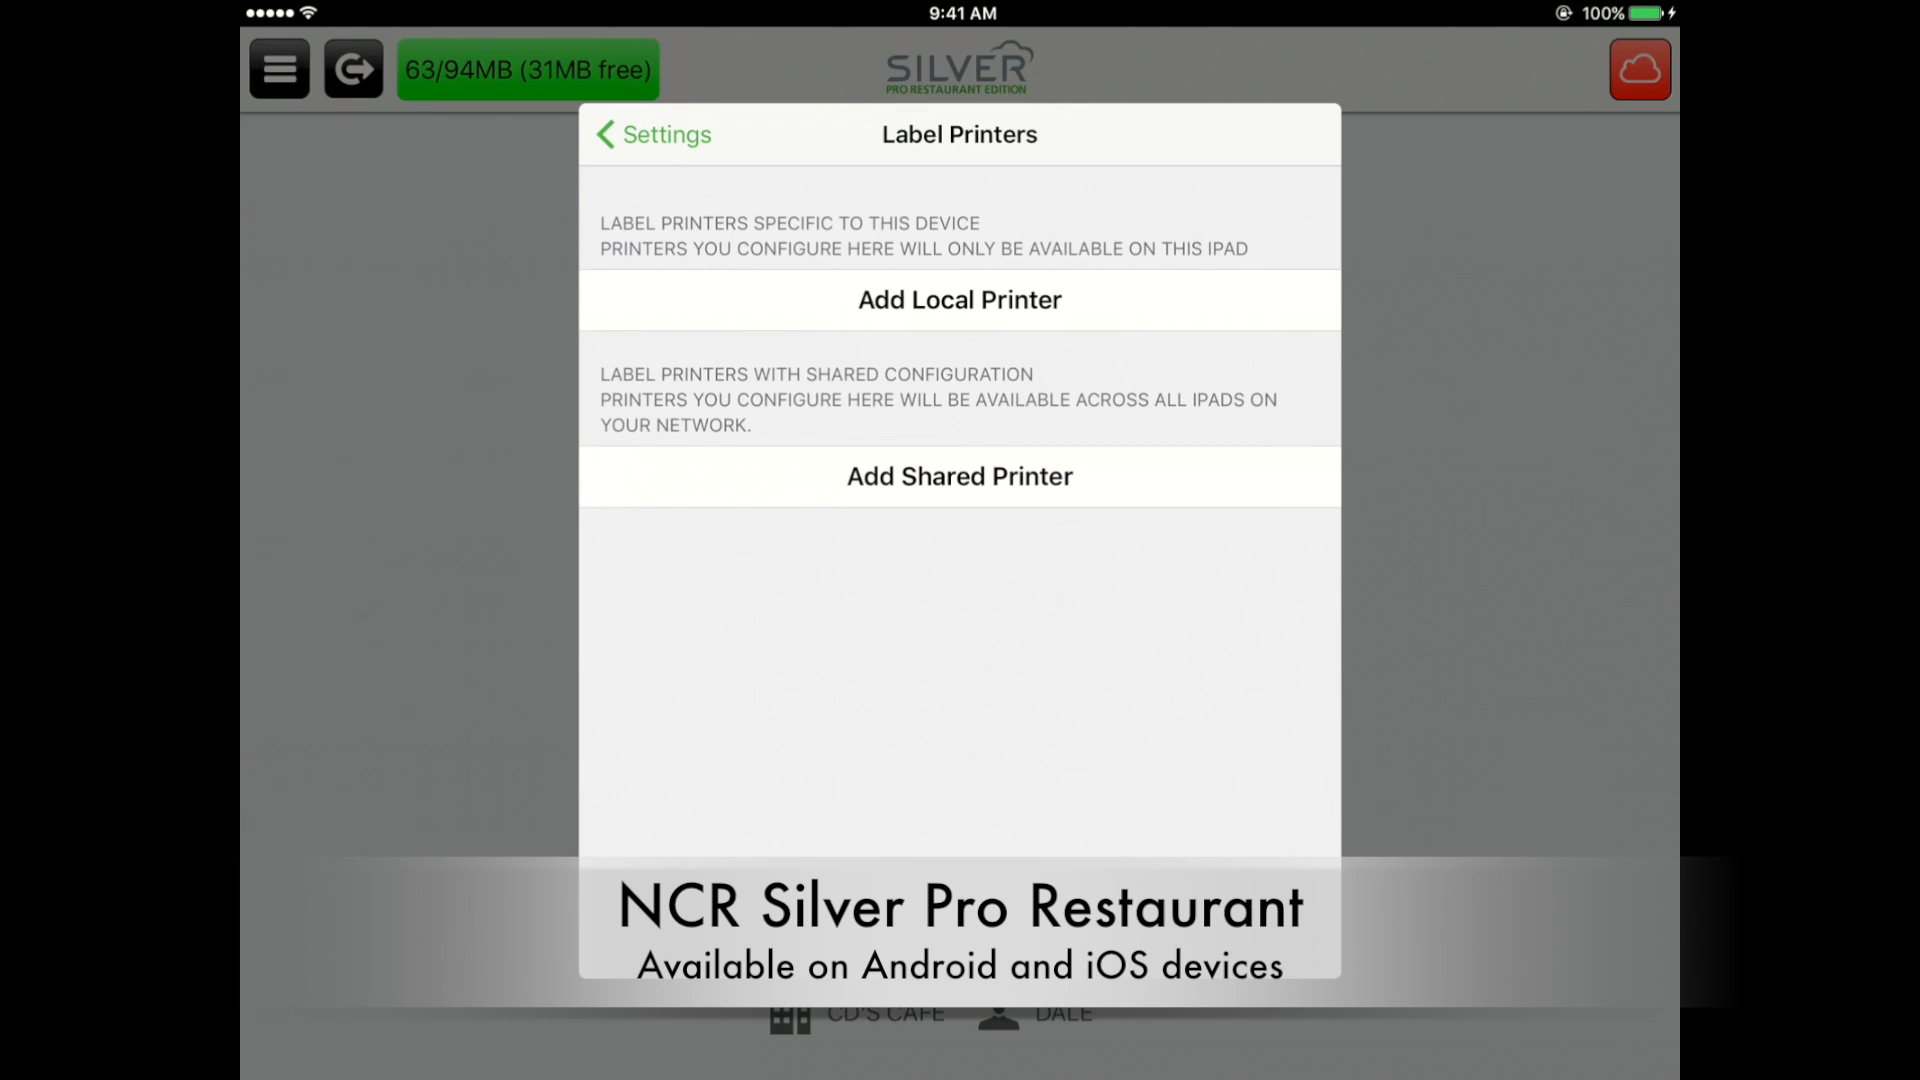 9:41 AM
100%
63/94MB (31MB free)
SILVER
PRO RESTAURANT EDITION
Settings
Label Printers
LABEL PRINTERS SPECIFIC TO THIS DEVICE
PRINTERS YOU CONFIGURE HERE WILL ONLY BE AVAILABLE ON THIS IPAD
Add Local Printer
LABEL PRINTERS WITH SHARED CONFIGURATION
PRINTERS YOU CONFIGURE HERE WILL BE AVAILABLE ACROSS ALL IPADS ON
YOUR NETWORK.
Add Shared Printer
NCR Silver Pro Restaurant
Available on Android and iOS devices
CD'S CAFE
DALE